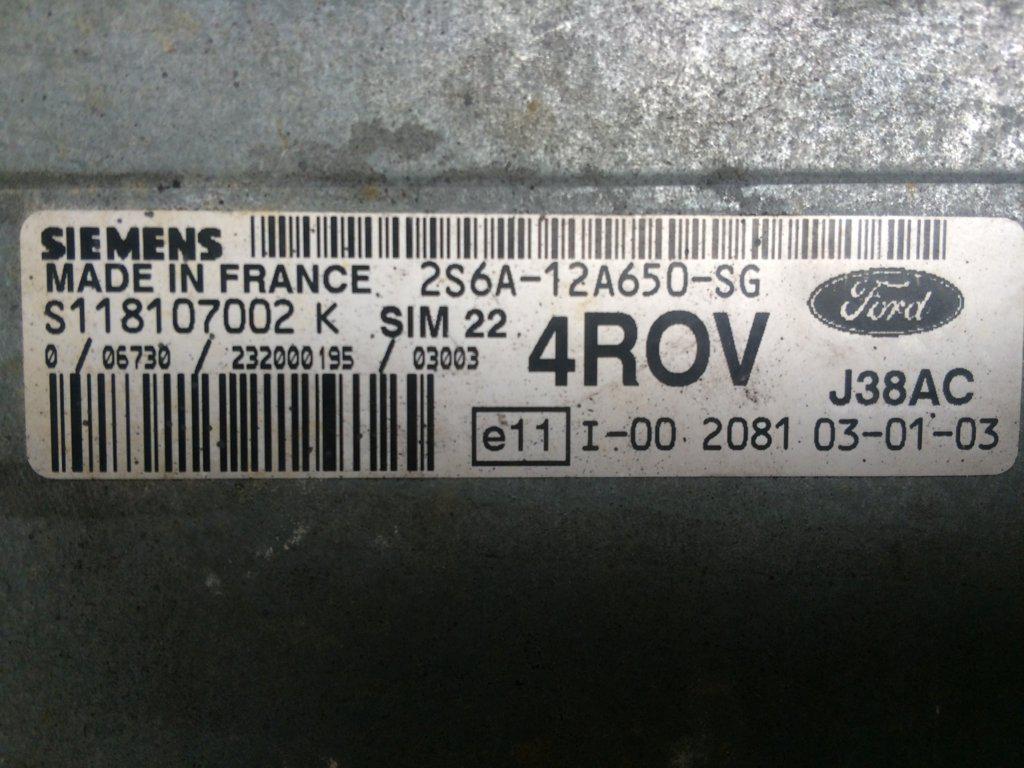 SIEMENS
MADE IN FRANCE 2S6A-12A650-SG
Ford
S118107002 K SIM 22 4ROV
0 / 06730 / 232000195 / 03003
J38AC
e11 I-00 2081 03-01-03